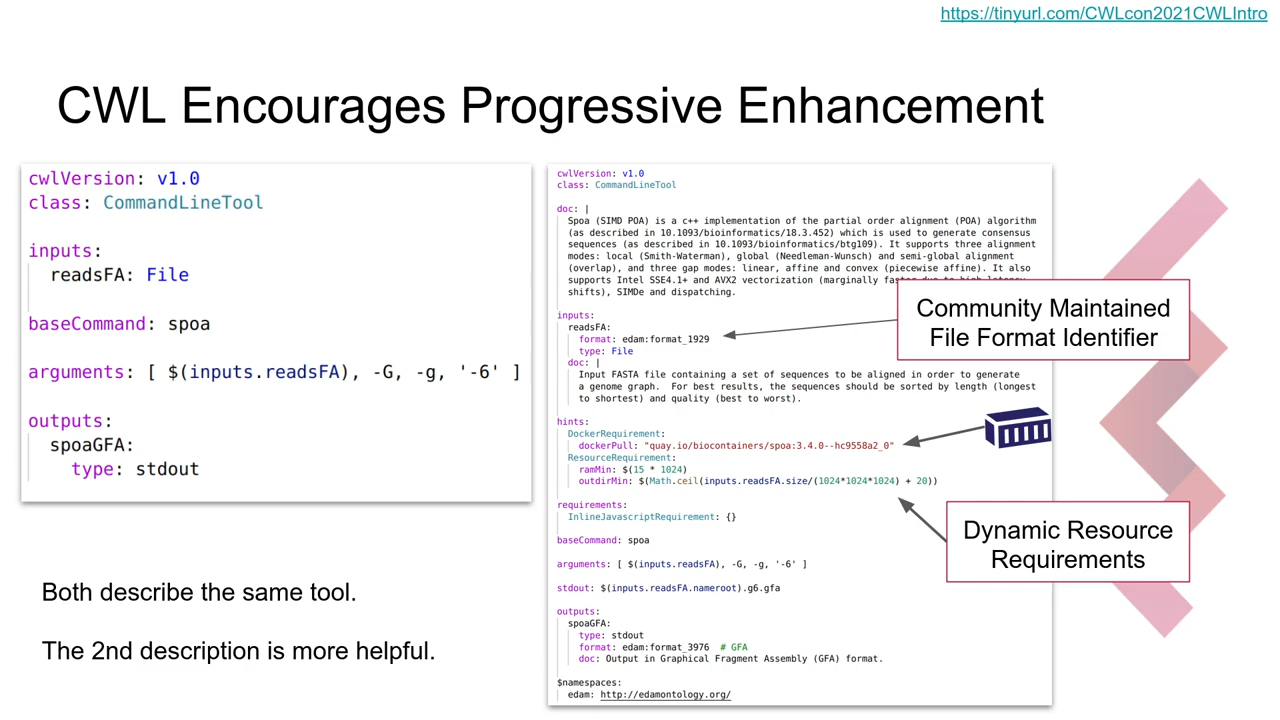 https://tinyurl.com/CWLcon2021CWLIntro
CWL Encourages Progressive Enhancement
cwlVersion: v1.0
class: CommandLineTool
inputs:
readsFA: File
baseCommand: spoa
arguments: [ $(inputs.readsFA), -G, -g, '-6' ]
outputs:
spoaGFA:
type: stdout
Both describe the same tool.
The 2nd description is more helpful.
cwlVersion: v1.0
class: CommandLineTool
doc: |
Spoa (SIMD POA) is a c++ implementation of the partial order alignment (POA) algorithm
(as described in 10.1093/bioinformatics/18.3.452) which is used to generate consensus
sequences (as described in 10.1093/bioinformatics/btg109). It supports three alignment
modes: local (Smith-Waterman), global (Needleman-Wunsch) and semi-global alignment
(overlap), and three gap modes: linear, affine and convex (piecewise affine). It also
supports Intel SSE4.1+ and AVX2 vectorization (marginally faster due to high latency
shifts), SIMDe and dispatching.
inputs:
readsFA:
format: edam:format_1929
type: File
doc: |
Input FASTA file containing a set of sequences to be aligned in order to generate
a genome graph. For best results, the sequences should be sorted by length (longest
to shortest) and quality (best to worst).
hints:
DockerRequirement:
dockerPull: "quay.io/biocontainers/spoa:3.4.0--hc9558a2_0"
ResourceRequirement:
ramMin: $(15 * 1024)
outdirMin: $(Math.ceil(inputs.readsFA.size/(1024*1024*1024) + 20))
requirements:
InlineJavascriptRequirement: {}
baseCommand: spoa
arguments: [ $(inputs.readsFA), -G, -g, '-6' ]
stdout: $(inputs.readsFA.nameroot).g6.gfa
outputs:
spoaGFA:
type: stdout
format: edam:format_3976 # GFA
doc: Output in Graphical Fragment Assembly (GFA) format.
$namespaces:
edam: http://edamontology.org/
Community Maintained
File Format Identifier
Dynamic Resource
Requirements